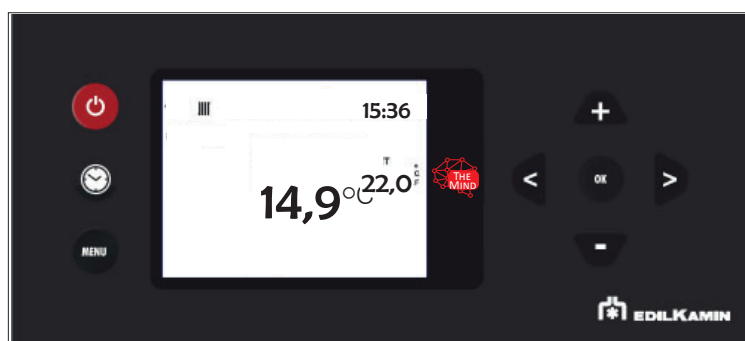 15:36
T
°C
F
22,0
14,9°C
THE
MIND
MENU
OK
+
<
>
-
EDILKAMIN